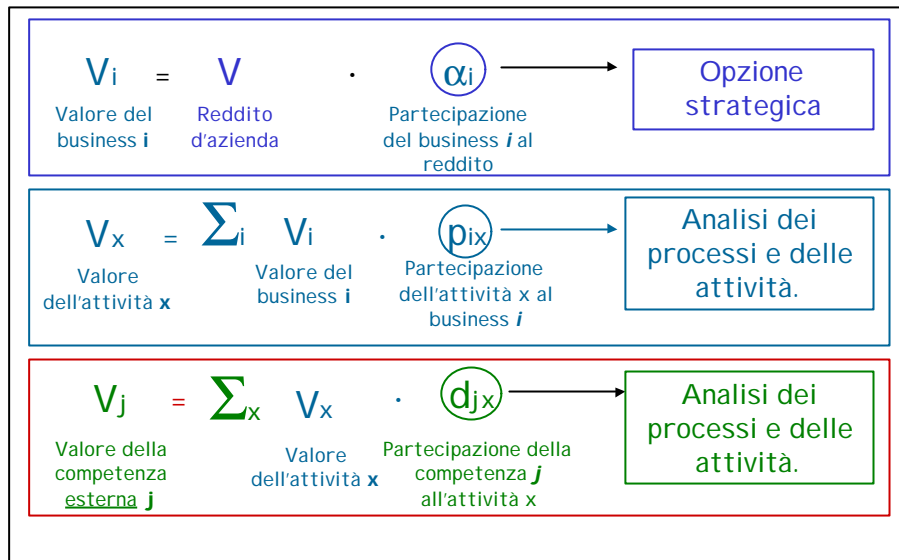 Vi = V · αi
Opzione
strategica
Valore del
business i
Reddito
d'azienda
Partecipazione
del business i al
reddito
Vx = Σi Vi · pix
Analisi dei
processi e delle
attività.
Valore
dell'attività x
Valore del
business i
Partecipazione
dell'attività x al
business i
Vj = Σx Vx · djx
Analisi dei
processi e delle
attività.
Valore della
competenza
esterna j
Valore
dell'attività x
Partecipazione della
competenza j
all'attività x